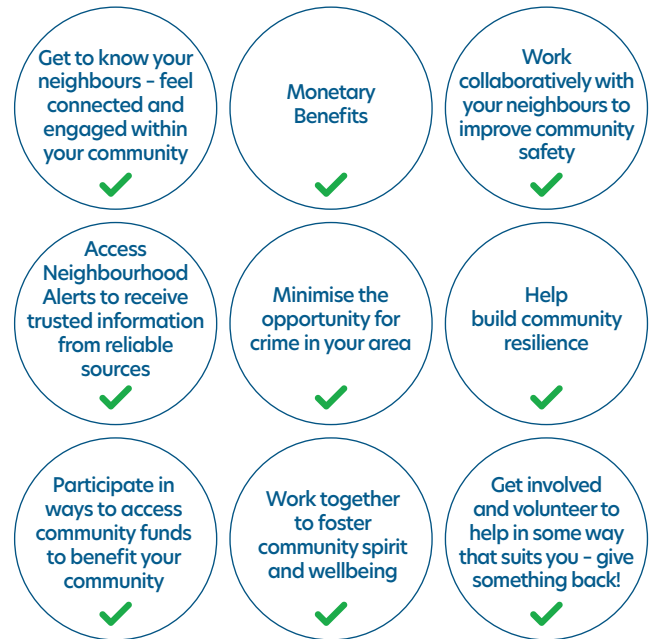 Get to know your
neighbours – feel
connected and
engaged within
your community
Monetary
Benefits
Work
collaboratively with
your neighbours to
improve community
safety
Access
Neighbourhood
Alerts to receive
trusted information
from reliable
sources
Minimise the
opportunity for
crime in your area
Help
build community
resilience
Participate in
ways to access
community funds
to benefit your
community
Work together
to foster
community spirit
and wellbeing
Get involved
and volunteer to
help in some way
that suits you – give
something back!